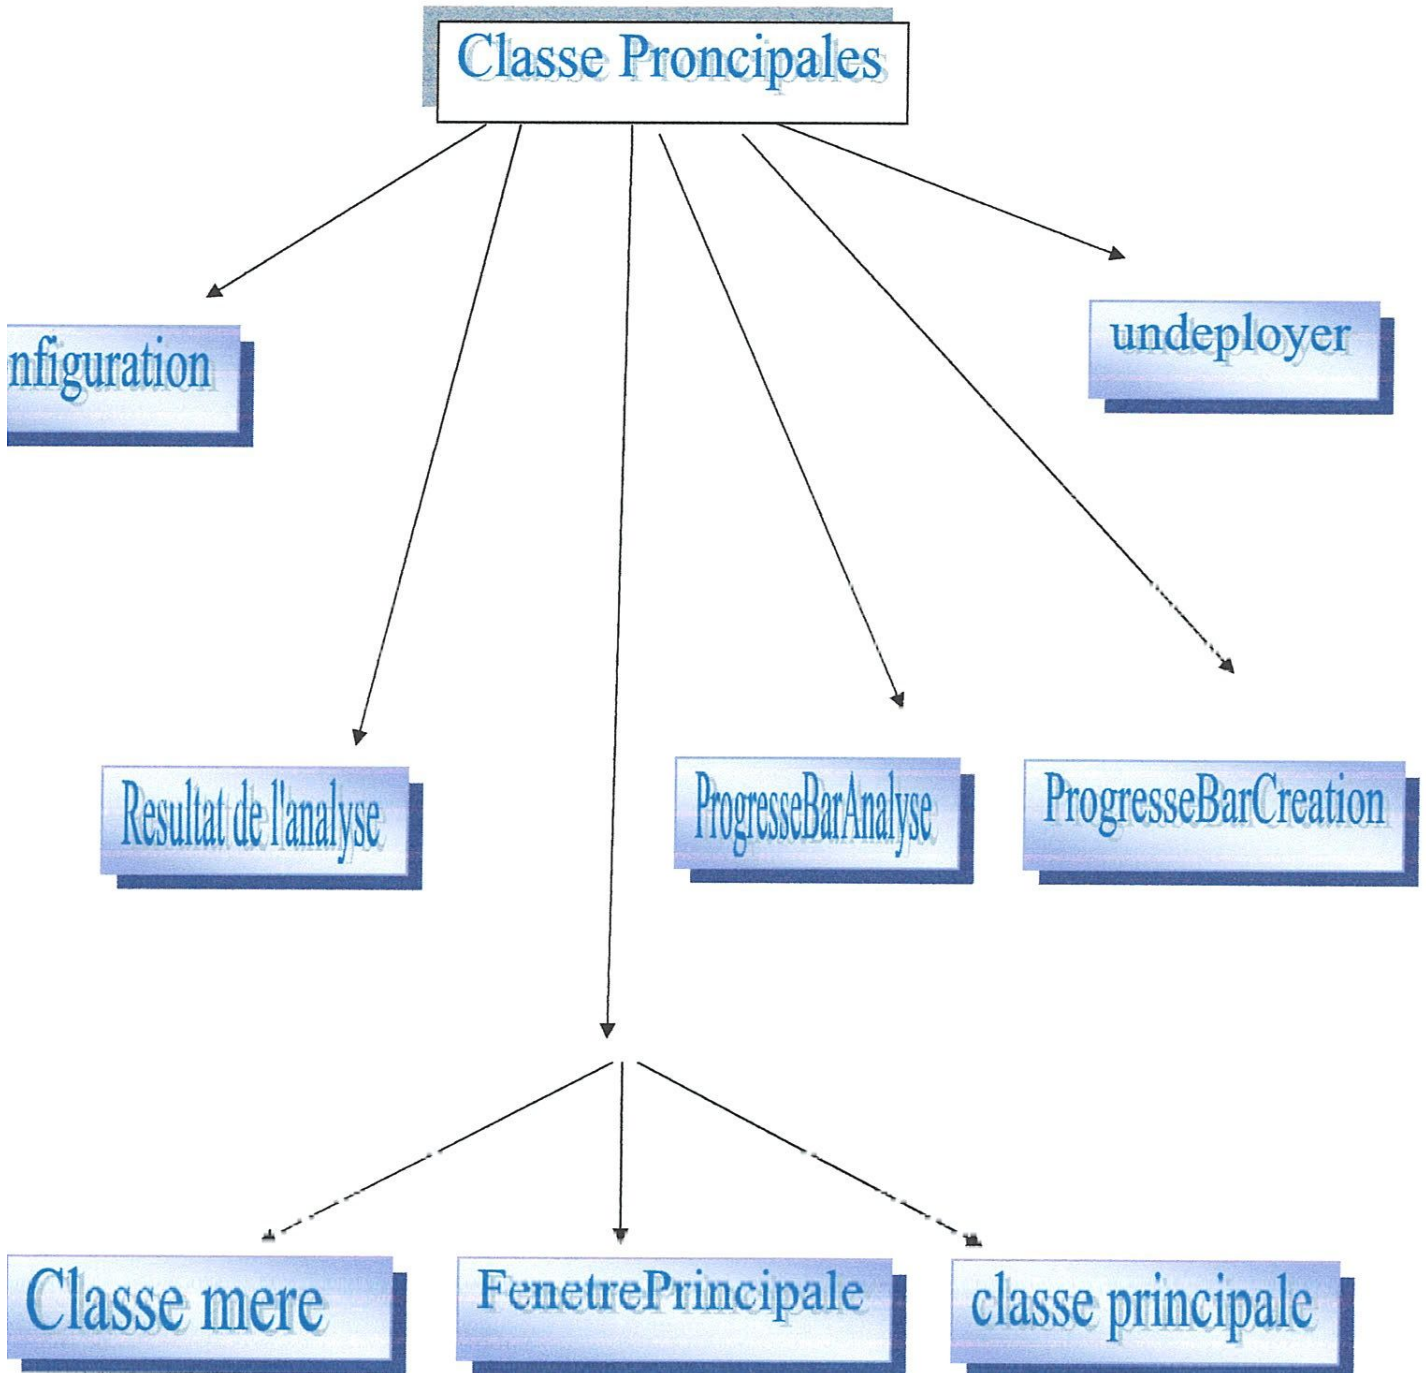 Classe Proncipales
nfiguration
undeployer
Resultat de l'analyse
ProgresseBarAnalyse
ProgresseBarCreation
Classe mere
FenetrePrincipale
classe principale